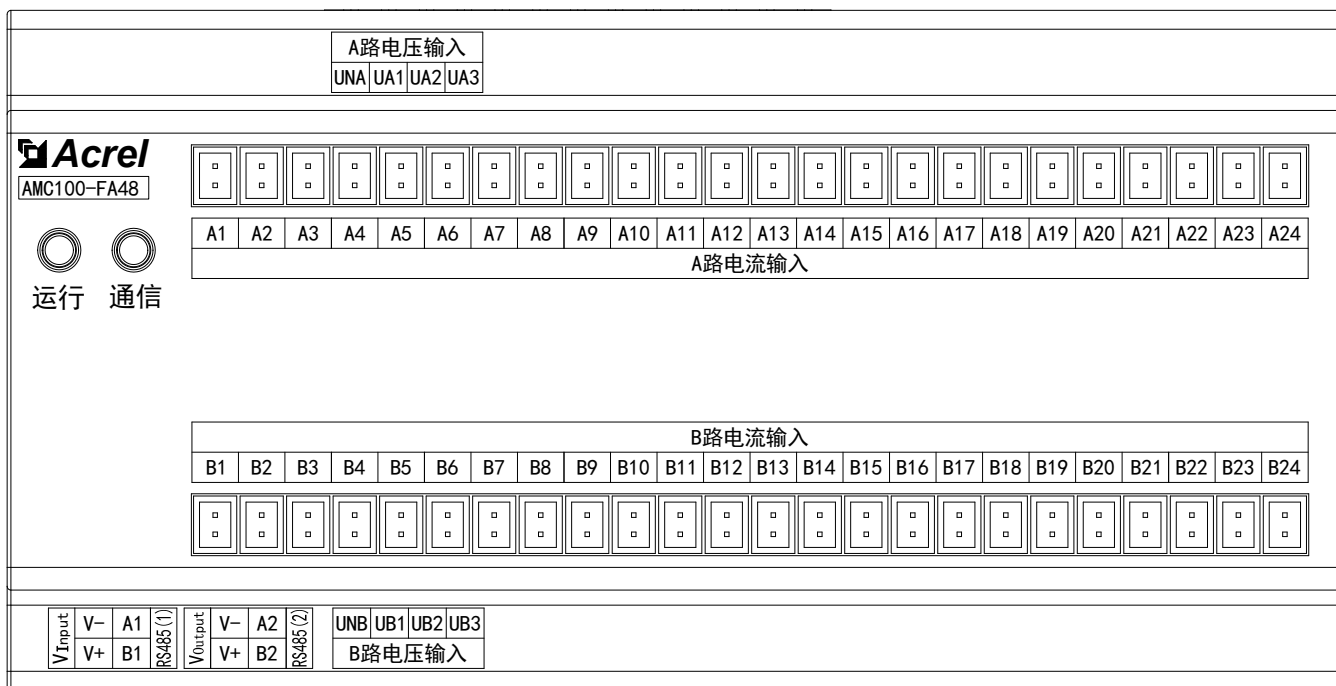 A路电压输入
UNA UA1 UA2 UA3
Acrel
AMC100-FA48
A1 A2 A3 A4 A5 A6 A7 A8 A9 A10 A11 A12 A13 A14 A15 A16 A17 A18 A19 A20 A21 A22 A23 A24
A路电流输入
运行 通信
B路电流输入
B1 B2 B3 B4 B5 B6 B7 B8 B9 B10 B11 B12 B13 B14 B15 B16 B17 B18 B19 B20 B21 B22 B23 B24
VInput
V- A1
V+ B1
RS485(1)
VOutput
V- A2
V+ B2
RS485(2)
UNB UB1 UB2 UB3
B路电压输入